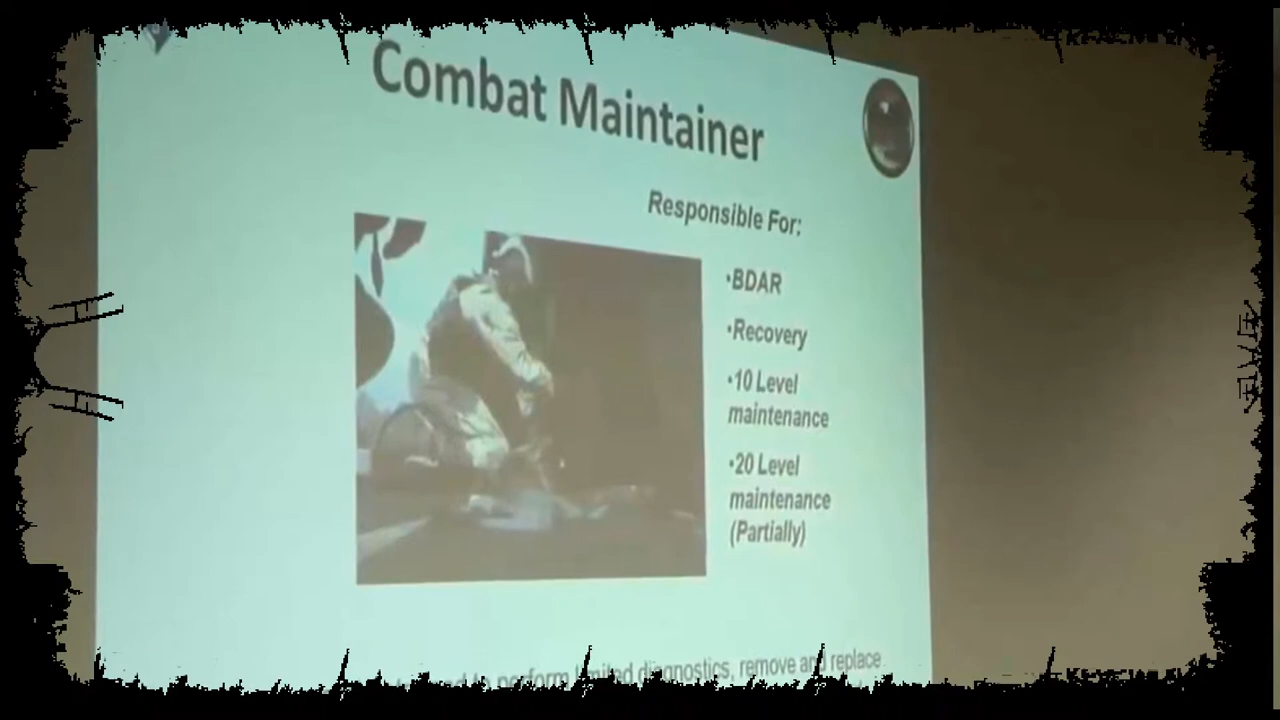 Combat Maintainer
Responsible For;
•BDAR
•Recovery
•10 Level
maintenance
•20 Level
maintenance
(Partially)
to perform limited diagnostics, remove and replace